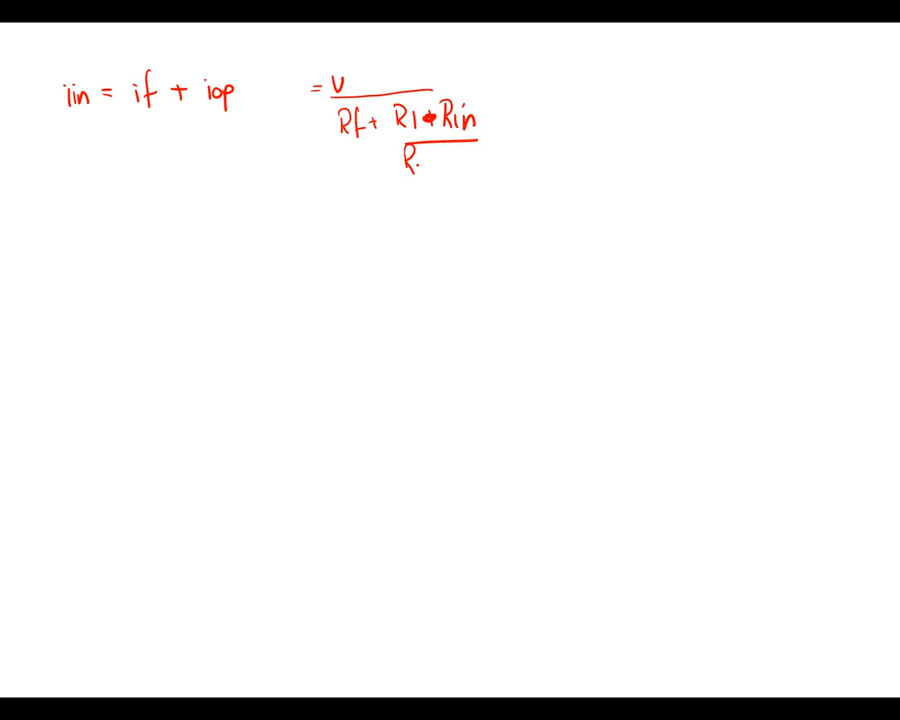 iin = if + iop = V
Rf + R1 * Rin
R.